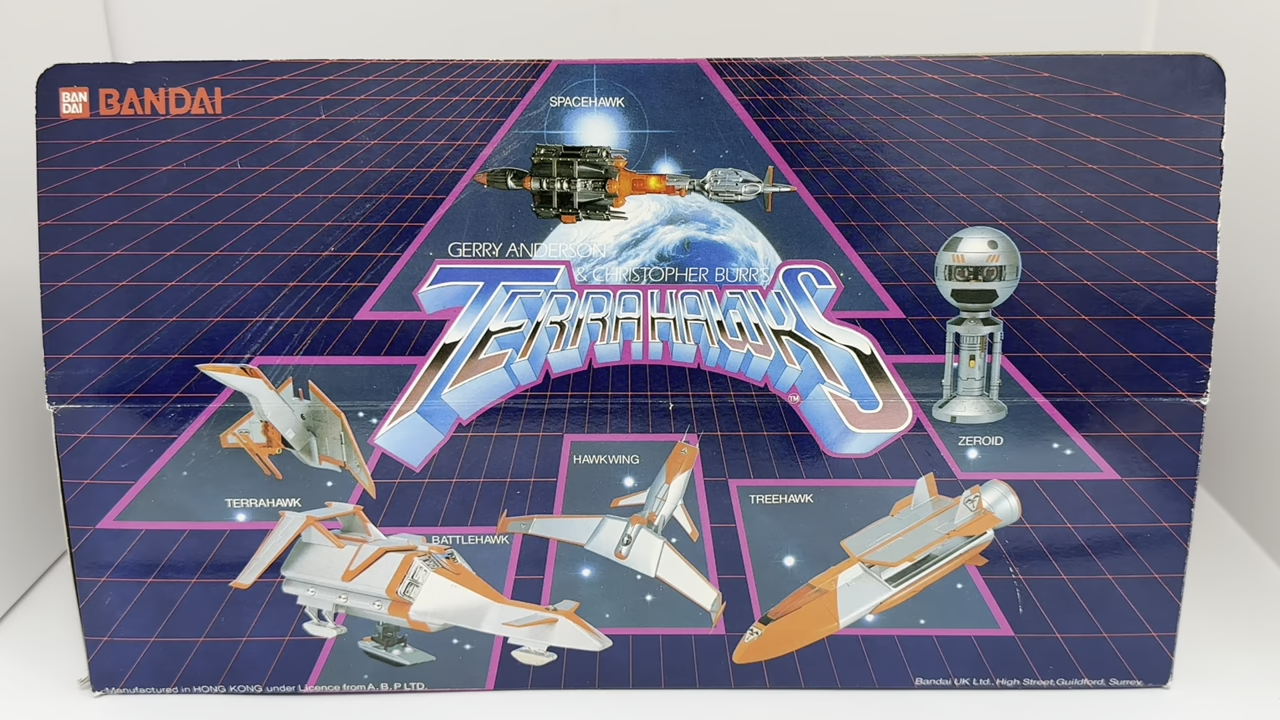 BAN
DAI
BANDAI
SPACEHAWK
GERRY ANDERSON
& CHRISTOPHER BURR'S
TERRAHAWKS
TM
ZEROID
TERRAHAWK
HAWKWING
TREEHAWK
BATTLEHAWK
Manufactured in HONG KONG under Licence from A.B.P LTD.
Bandai UK Ltd., High Street, Guildford, Surrey.